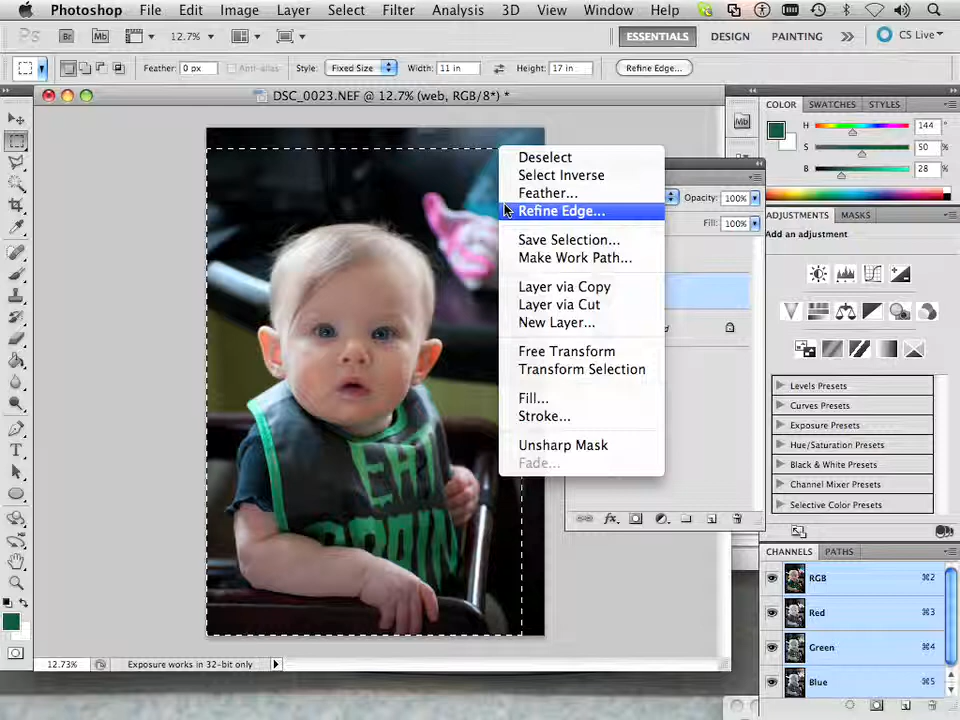 Photoshop File Edit Image Layer Select Filter Analysis 3D View Window Help
Ps Br Mb 12.7% ESSENTIALS DESIGN PAINTING CS Live
Feather: 0 px Anti-alias Style: Fixed Size Width: 11 in Height: 17 in Refine Edge...
DSC_0023.NEF @ 12.7% (web, RGB/8*) *
Mb
COLOR SWATCHES STYLES
H 144 °
S 50 %
B 28 %
Deselect
Select Inverse
Feather...
Refine Edge...
Save Selection...
Make Work Path...
Layer via Copy
Layer via Cut
New Layer...
Free Transform
Transform Selection
Fill...
Stroke...
Unsharp Mask
Fade...
Opacity: 100%
Fill: 100%
ADJUSTMENTS MASKS
Add an adjustment
Levels Presets
Curves Presets
Exposure Presets
Hue/Saturation Presets
Black & White Presets
Channel Mixer Presets
Selective Color Presets
fx
CHANNELS PATHS
RGB ⌘2
Red ⌘3
Green ⌘4
Blue ⌘5
T
EH?
12.73% Exposure works in 32-bit only